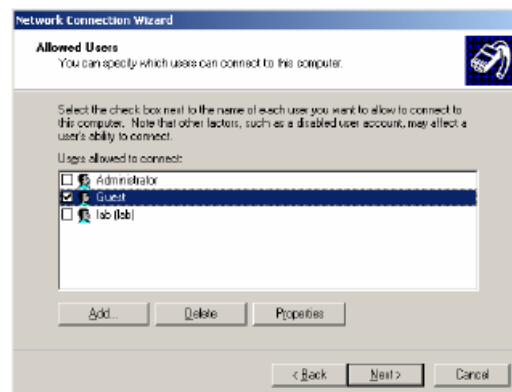 Network Connection Wizard
Allowed Users
You can specify which users can connect to this computer.
Select the check box next to the name of each user you want to allow to connect to
this computer. Note that other factors, such as a disabled user account, may affect a
user's ability to connect.
Users allowed to connect:
Administrator
Guest
lab (lab)
Add... Delete Properties
< Back Next > Cancel